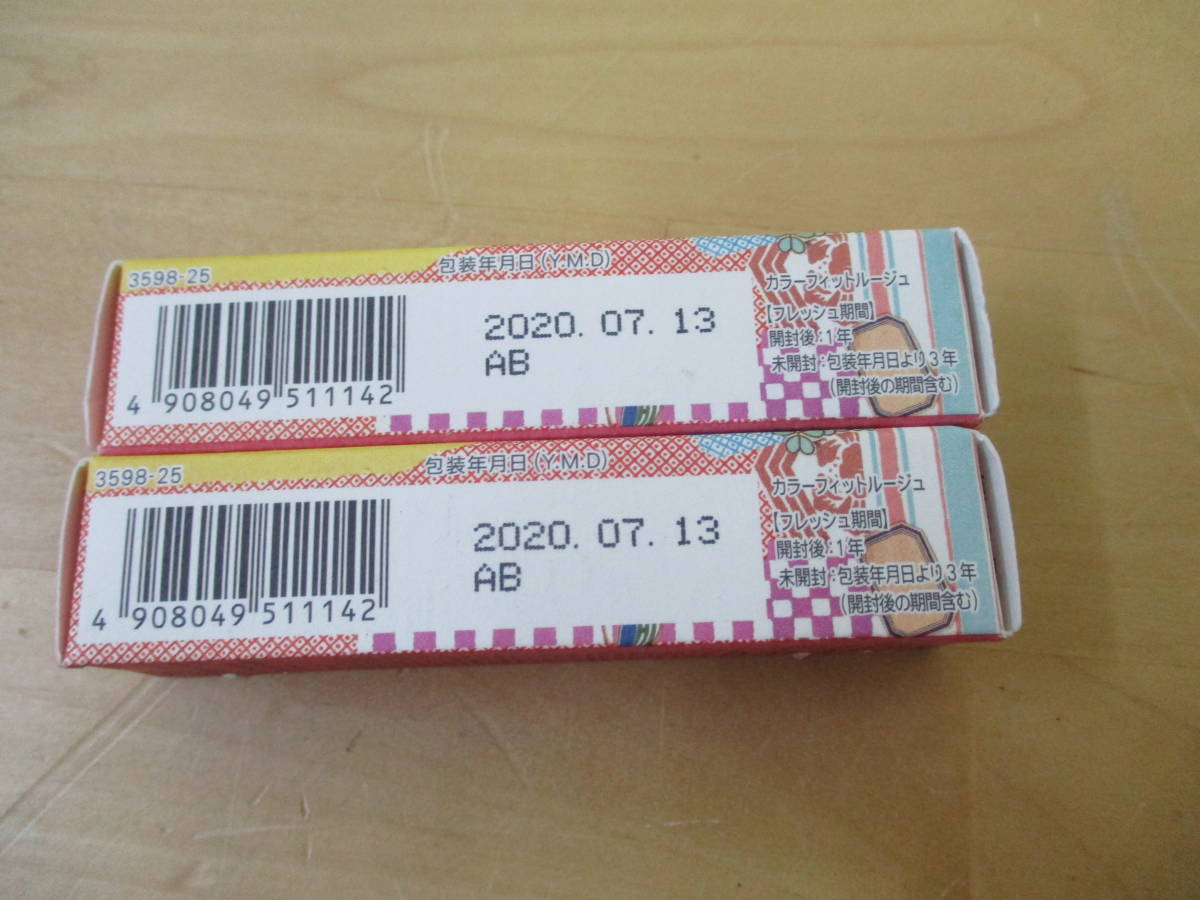 3598-25
包装年月日(Y.M.D)
2020. 07. 13
AB
4 908049 511142
カラーフィットルージュ
【フレッシュ期間】
開封後:1年
未開封:包装年月日より3年
(開封後の期間含む)
3598-25
包装年月日(Y.M.D)
2020. 07. 13
AB
4 908049 511142
カラーフィットルージュ
【フレッシュ期間】
開封後:1年
未開封:包装年月日より3年
(開封後の期間含む)